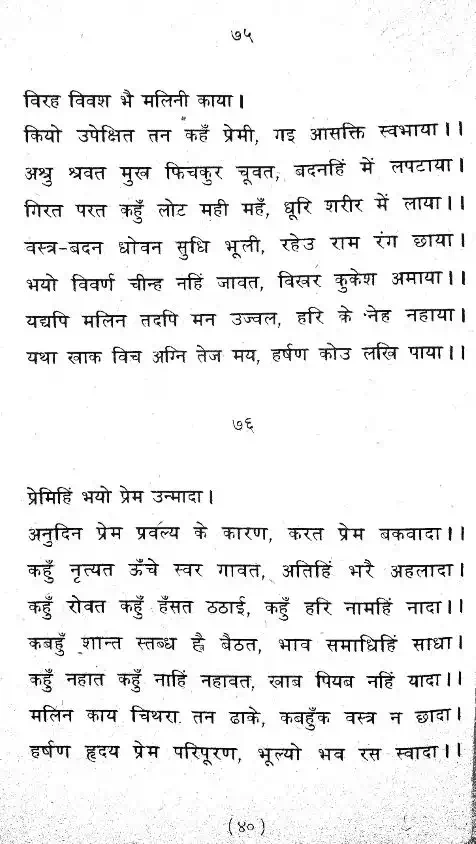 ७५
विरह विवश भै मलिनी काया।
कियो उपेक्षित तन कहँ प्रेमी, गइ आसक्ति स्वभाया।।
अश्रु श्रवत मुख फिचकुर चूवत, बदनहिं में लपटाया।
गिरत परत कहुँ लोट मही महँ, धूरि शरीर में लाया।।
वस्त्र-बदन धोवन सुधि भूली, रहेउ राम रंग छाया।
भयो विवर्ण चीन्ह नहिं जावत, विखर कुकेश अमाया।।
यद्यपि मलिन तदपि मन उज्वल, हरि के नेह नहाया।
यथा खाक विच अग्नि तेज मय, हर्षण कोउ लखि पाया।।
७६
प्रेमिहिं भयो प्रेम उन्मादा।
अनुदिन प्रेम प्रवल्य के कारण, करत प्रेम बकवादा।।
कहुँ नृत्यत ऊँचे स्वर गावत, अतिहिं भरै अहलादा।
कहुँ रोवत कहुँ हँसत ठठाई, कहुँ हरि नामहिं नादा।।
कबहुँ शान्त स्तब्ध ह्वै बैठत, भाव समाधिहिं साधा।
कहुँ नहात कहुँ नाहिं नहावत, खाब पियब नहिं यादा।।
मलिन काय चिथरा तन ढाके, कबहुँक वस्त्र न छादा।
हर्षण हृदय प्रेम परिपूरण, भूल्यो भव रस स्वादा।।
(४०)